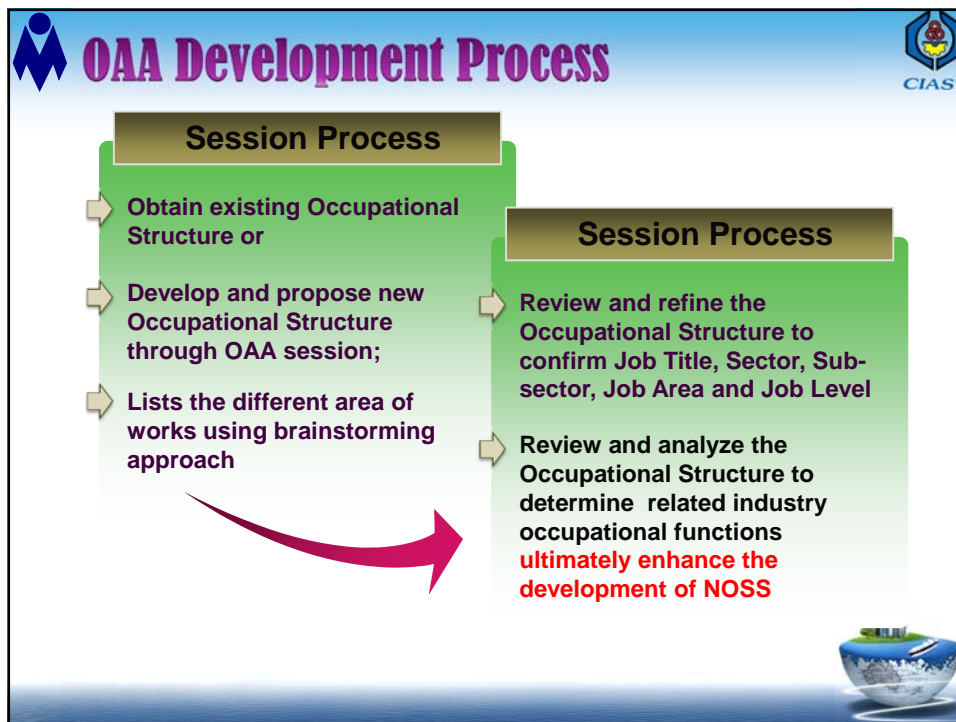 OAA Development Process
CIAST
Session Process
Obtain existing Occupational
Structure or
Develop and propose new
Occupational Structure
through OAA session;
Lists the different area of
works using brainstorming
approach
Session Process
Review and refine the
Occupational Structure to
confirm Job Title, Sector, Sub-
sector, Job Area and Job Level
Review and analyze the
Occupational Structure to
determine related industry
occupational functions
ultimately enhance the
development of NOSS